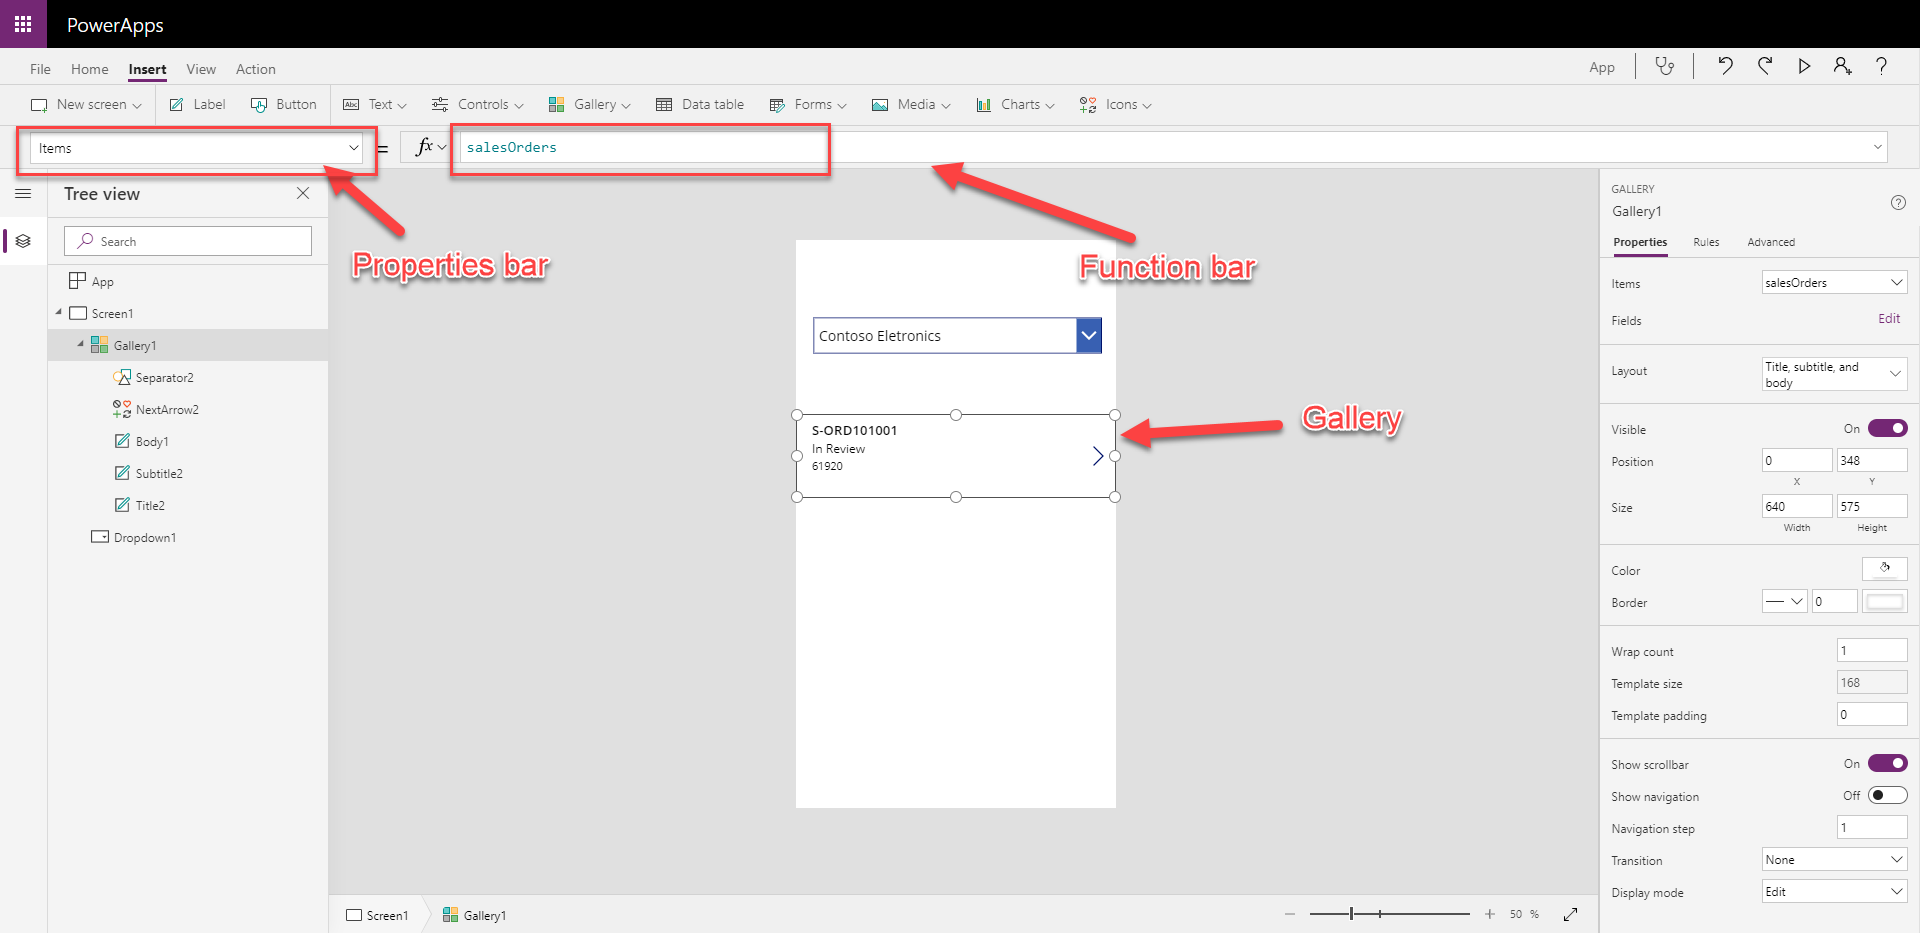 PowerApps
File Home Insert View Action App
New screen Label Button Abc Text Controls Gallery Data table Forms Media Charts Icons
Items = fx salesOrders
Tree view
Search
App
Screen1
Gallery1
Separator2
NextArrow2
Body1
Subtitle2
Title2
Dropdown1
Properties bar
Function bar
Contoso Eletronics
S-ORD101001
In Review
61920
Gallery
Screen1 Gallery1 50 %
GALLERY
Gallery1
Properties Rules Advanced
Items salesOrders
Fields Edit
Layout Title, subtitle, and
body
Visible On
Position 0 348
X Y
Size 640 575
Width Height
Color
Border 0
Wrap count 1
Template size 168
Template padding 0
Show scrollbar On
Show navigation Off
Navigation step 1
Transition None
Display mode Edit